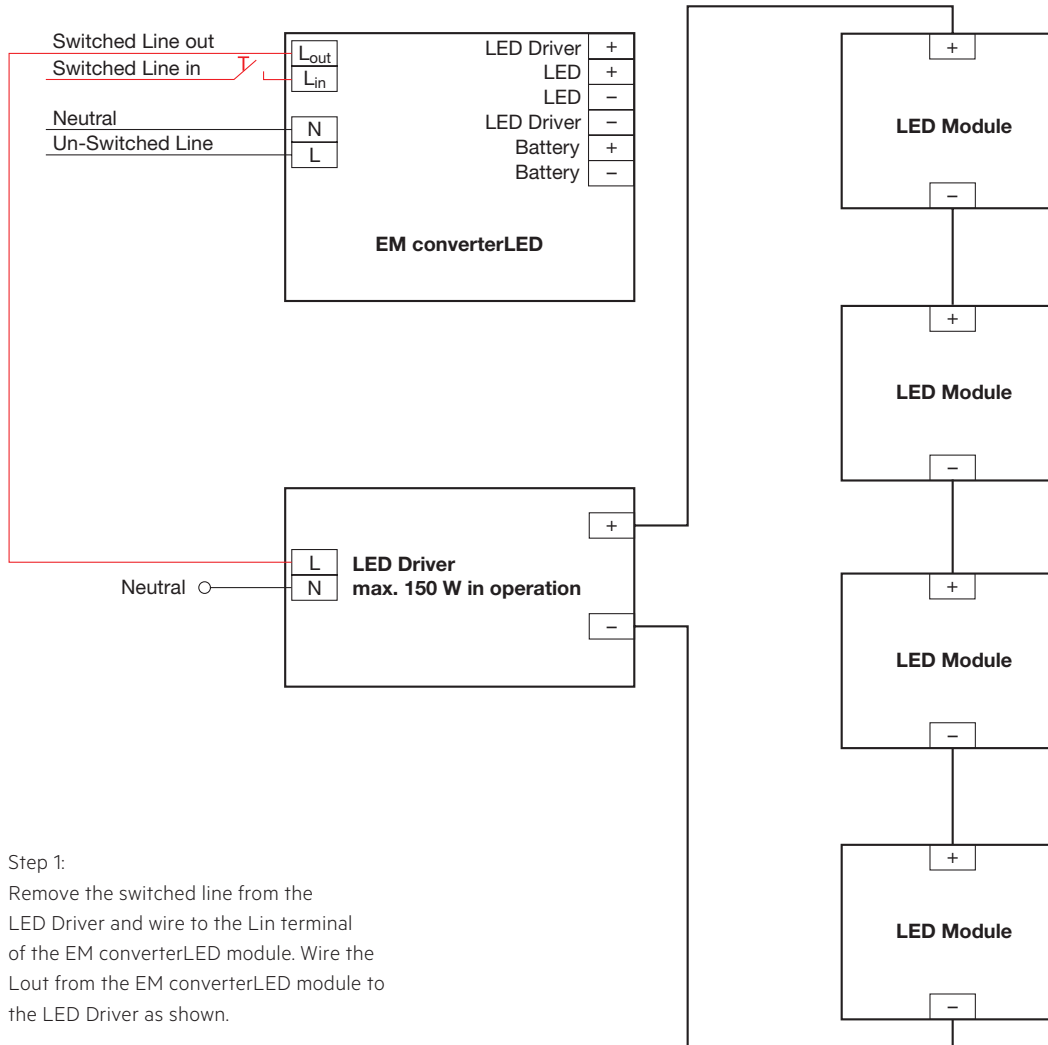 Switched Line out
Switched Line in
Neutral
Un-Switched Line
Lout
Lin
N
L
LED Driver +
LED +
LED –
LED Driver –
Battery +
Battery –
EM converterLED
+
LED Module
–
+
LED Module
–
L
N
Neutral
LED Driver
max. 150 W in operation
+
–
+
LED Module
–
+
LED Module
–
Step 1:
Remove the switched line from the
LED Driver and wire to the Lin terminal
of the EM converterLED module. Wire the
Lout from the EM converterLED module to
the LED Driver as shown.